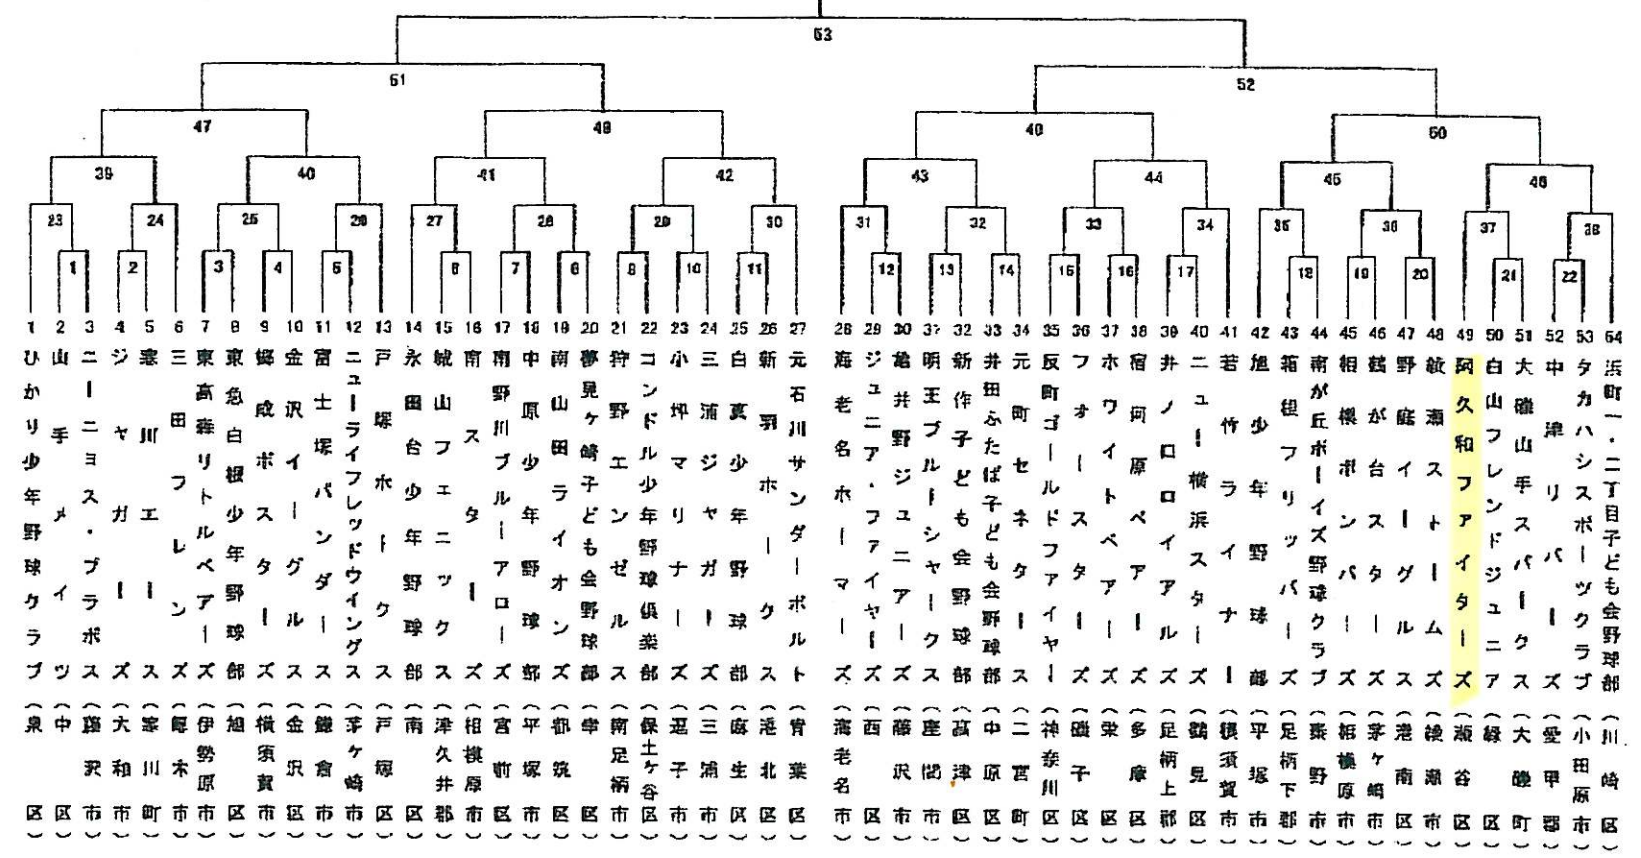 53
51
52
47
49
40
50
39
40
41
42
43
44
45
46
23
24
25
26
27
28
29
30
31
32
33
34
35
36
37
38
1
2
3
4
5
6
7
8
9
10
11
12
13
14
15
16
17
18
19
20
21
22
1 ひかり少年野球クラブ（泉区）
2 山手メイツ（中区）
3 ニーニョス・ブラボス（藤沢市）
4 ジャガーズ（大和市）
5 寒川エース（寒川町）
6 三田フレンズ（厚木市）
7 東高森リトルベアーズ（伊勢原市）
8 東急白根少年野球部（旭区）
9 郷成ボスターズ（横須賀市）
10 金沢イーグルス（金沢区）
11 富士塚パンダース（鎌倉市）
12 ニューライフレッドウイングス（茅ヶ崎市）
13 戸塚ホークス（戸塚区）
14 永田台少年野球部（南区）
15 城山フェニックス（津久井郡）
16 南スターズ（相模原市）
17 南野川ブルーアローズ（宮前区）
18 中原少年野球部（平塚市）
19 南山田ライオンズ（都筑区）
20 夢見ヶ崎子ども会野球部（幸区）
21 狩野エンゼルス（南足柄市）
22 コンドル少年野球倶楽部（保土ケ谷区）
23 小坪マリナーズ（逗子市）
24 三浦ジャガーズ（三浦市）
25 白真少年野球部（麻生区）
26 新羽ホークス（港北区）
27 元石川サンダーボルト（青葉区）
28 海老名ホーマーズ（海老名市）
29 ジュニア・ファイヤーズ（西区）
30 亀井野ジュニアーズ（藤沢市）
31 明王ブルーシャークス（座間市）
32 新作子ども会野球部（高津区）
33 井田ふたば子ども会野球部（中原区）
34 元町セネタース（二宮町）
35 反町ゴールドファイヤー（神奈川区）
36 フォースターズ（磯子区）
37 ホワイトベアーズ（栄区）
38 宿河原ベアーズ（多摩区）
39 井ノ口ロイアルズ（足柄上郡）
40 ニュー横浜スターズ（鶴見区）
41 若竹ライナー（横須賀市）
42 旭少年野球部（平塚市）
43 箱根フリッパーズ（足柄下郡）
44 南が丘ボーイズ野球クラブ（秦野市）
45 相模ボンバーズ（相模原市）
46 鶴が台スターズ（茅ヶ崎市）
47 野庭イーグルス（港南区）
48 綾瀬ストームズ（綾瀬市）
49 阿久和ファイターズ（瀬谷区）
50 白山フレンドジュニア（緑区）
51 大磯山手スパークス（大磯町）
52 中津リバーズ（愛甲郡）
53 タカハシスポーツクラブ（小田原市）
54 浜町一・二丁目子ども会野球部（川崎区）